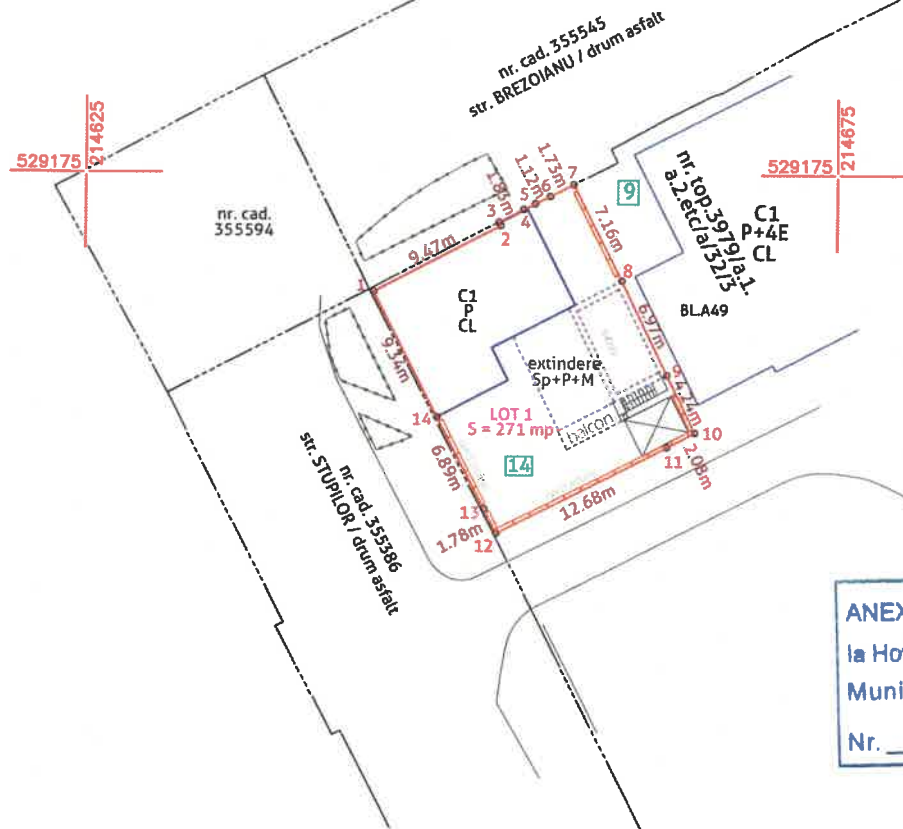 nr. cad. 355545
str. BREZOIANU / drum asfalt
214625
529175
529175
214675
nr. cad.
355594
9
nr. top.3979/a.1.
a.2.etc/a/32/3
C1
P+4E
CL
BL.A49
1
2
3
4
5
6
7
8
9
10
11
12
13
14
9.47m
1.12m
1.73m
7.16m
6.97m
2.08m
12.68m
1.78m
6.89m
9.34m
C1
P
CL
extindere
Sp+P+M
LOT 1
S = 271 mp
balcon
14
nr. cad. 355386
str. STUPILOR / drum asfalt
ANEX
la Ho
Muni
Nr. __